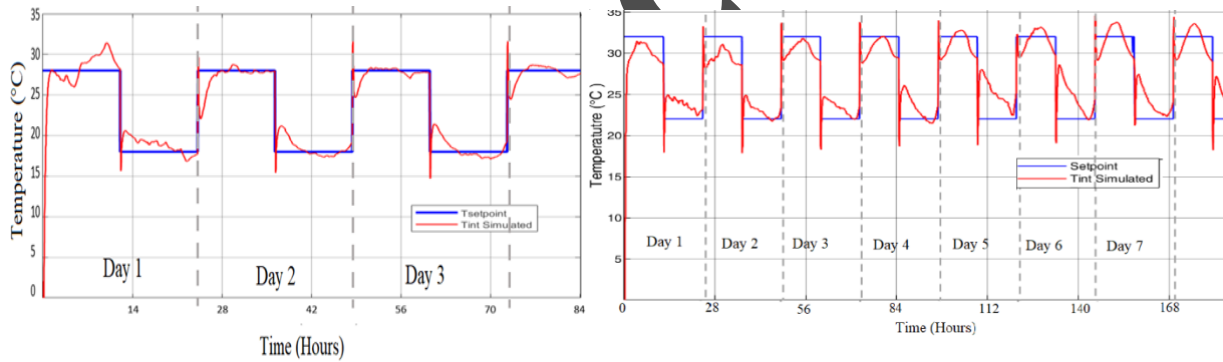 35
30
25
20
15
10
5
0
Temperature (°C)
Tsetpoint
Tint Simulated
Day 1
Day 2
Day 3
14
28
42
56
70
84
Time (Hours)
35
30
25
20
15
10
5
Temperatutre (°C )
Setpoint
Tint Simulated
Day 1
Day 2
Day 3
Day 4
Day 5
Day 6
Day 7
0
28
56
84
112
140
168
Time (Hours)